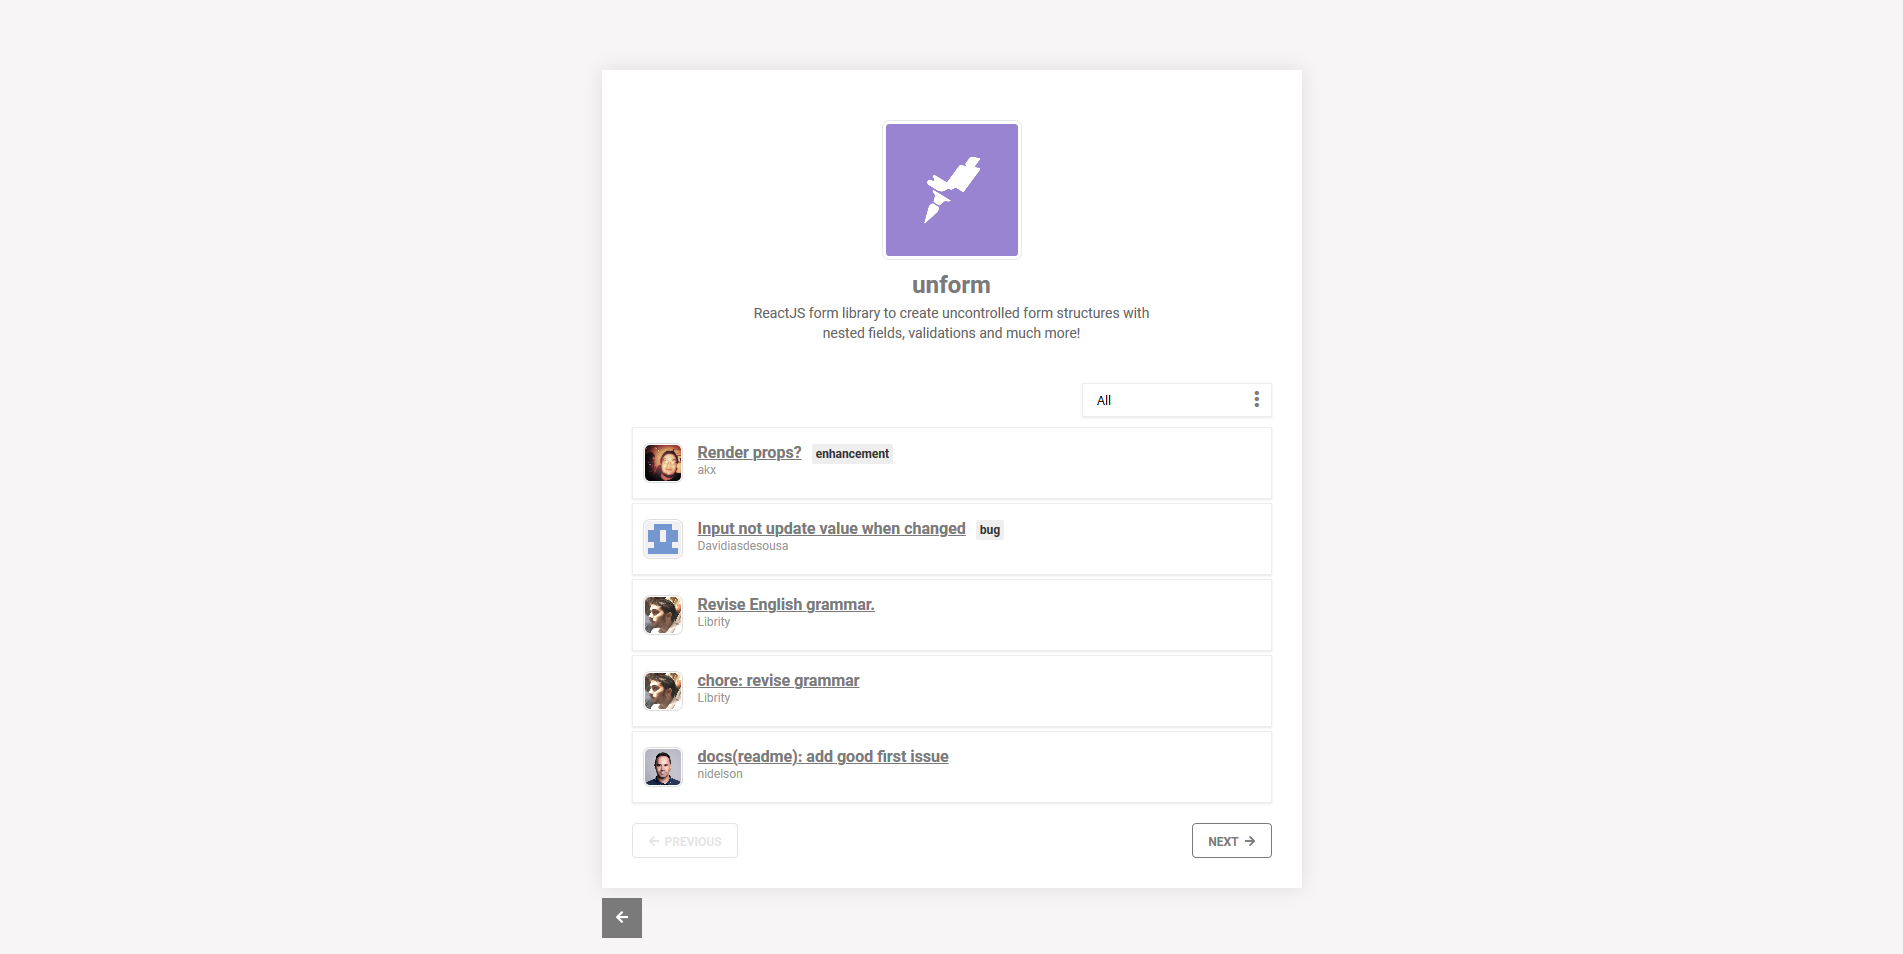 unform
ReactJS form library to create uncontrolled form structures with
nested fields, validations and much more!
All
Render props? enhancement
akx
Input not update value when changed bug
Davidiasdesousa
Revise English grammar.
Librity
chore: revise grammar
Librity
docs(readme): add good first issue
nidelson
PREVIOUS
NEXT